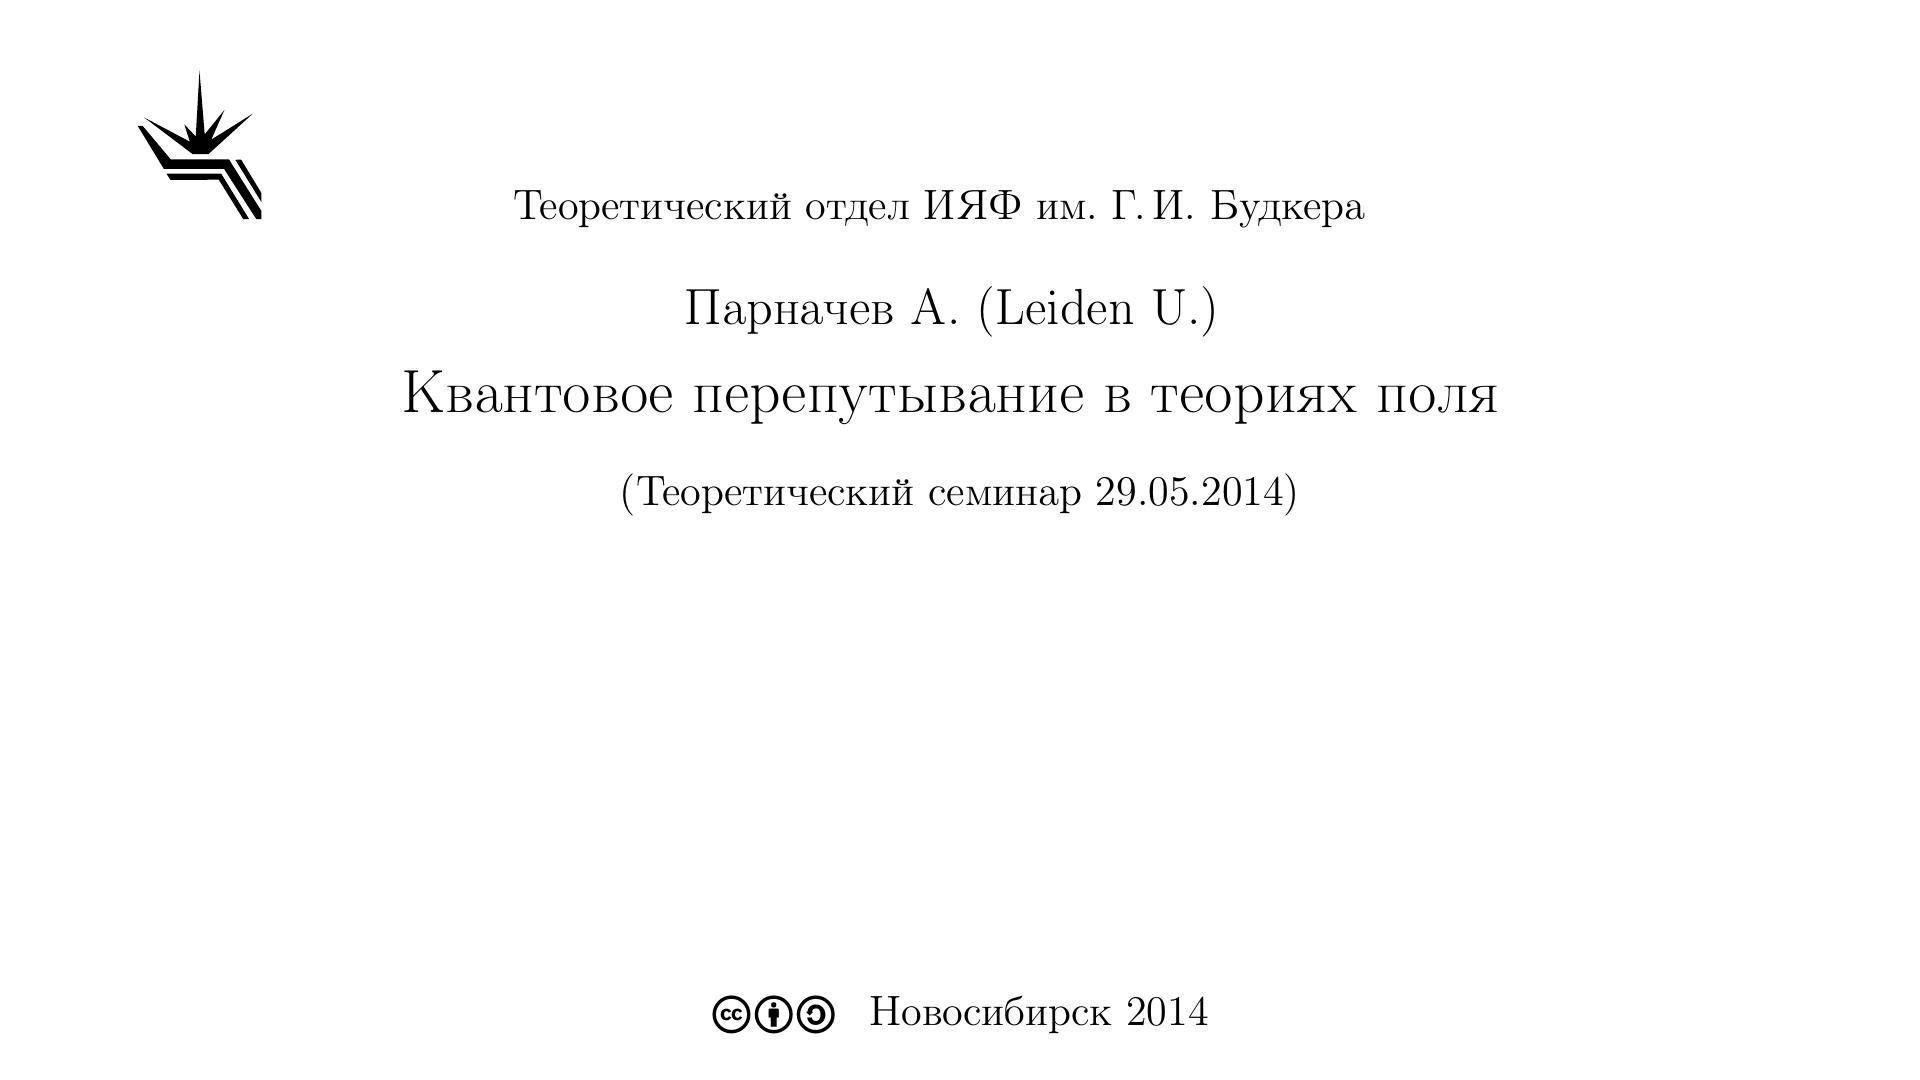 Теоретический отдел ИЯФ им. Г. И. Будкера
Парначев А. (Leiden U.)
Квантовое перепутывание в теориях поля
(Теоретический семинар 29.05.2014)
Новосибирск 2014